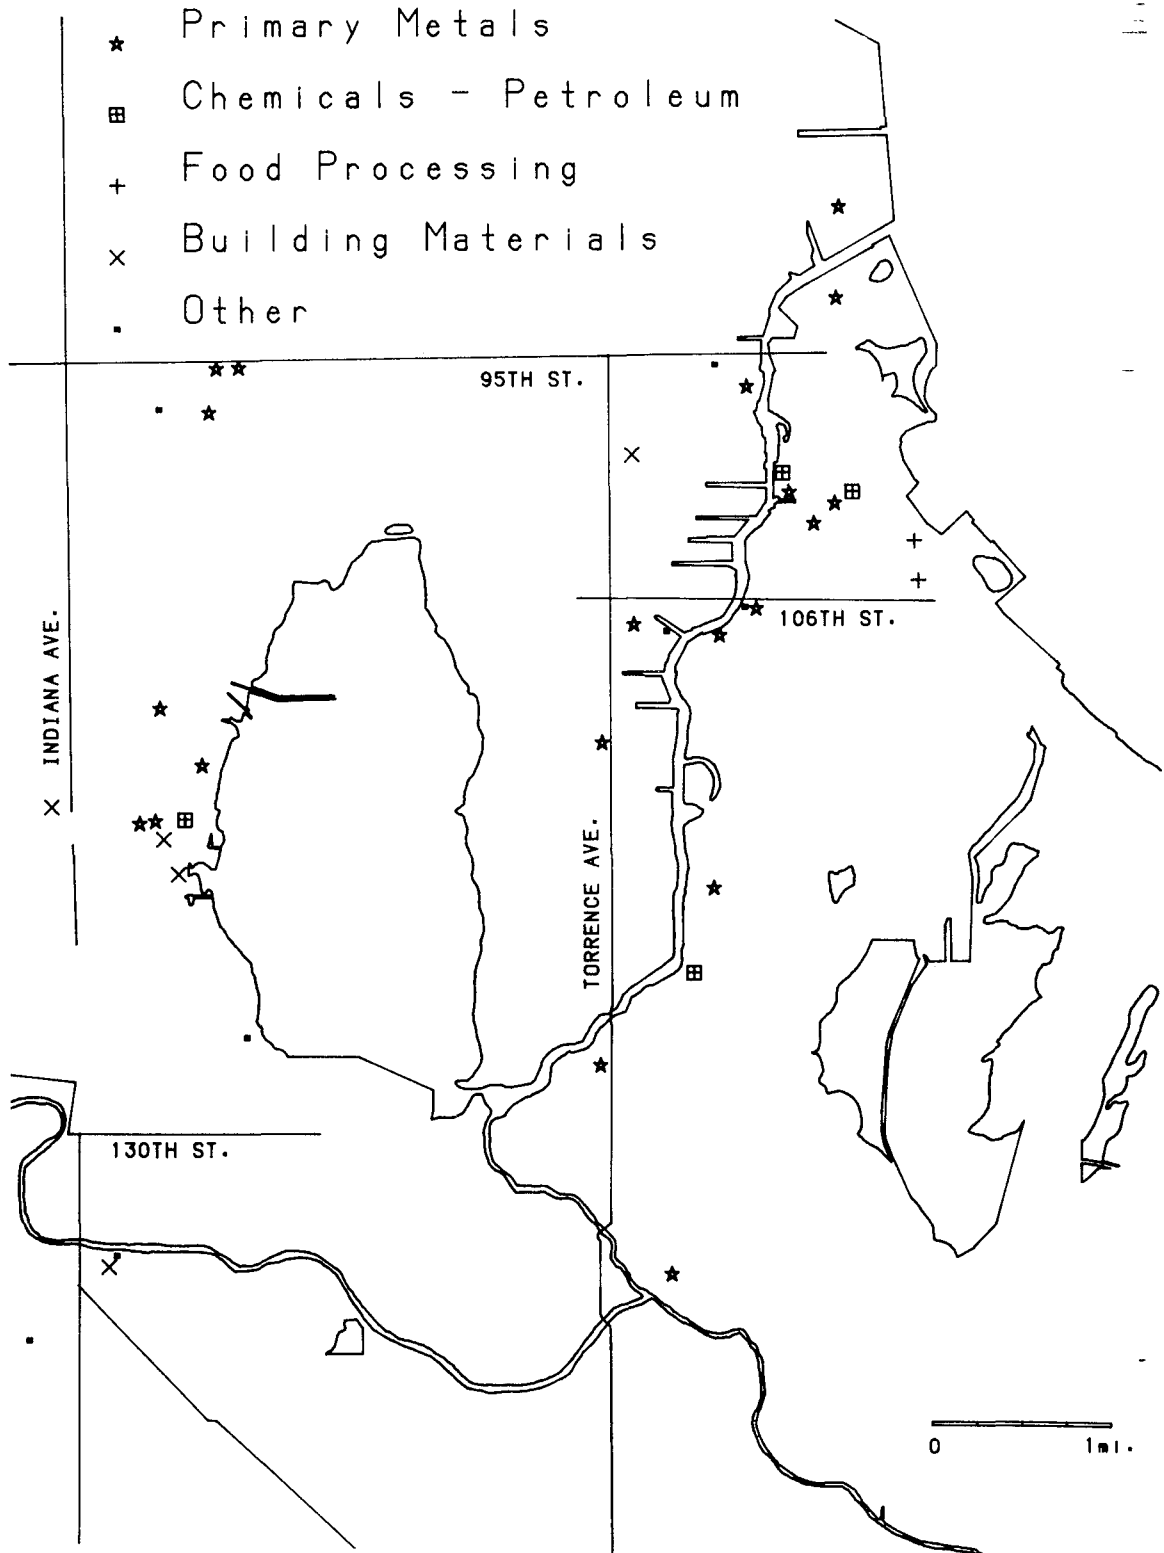 Primary Metals
Chemicals - Petroleum
Food Processing
Building Materials
Other
95TH ST.
106TH ST.
INDIANA AVE.
TORRENCE AVE.
130TH ST.
0 1mi.